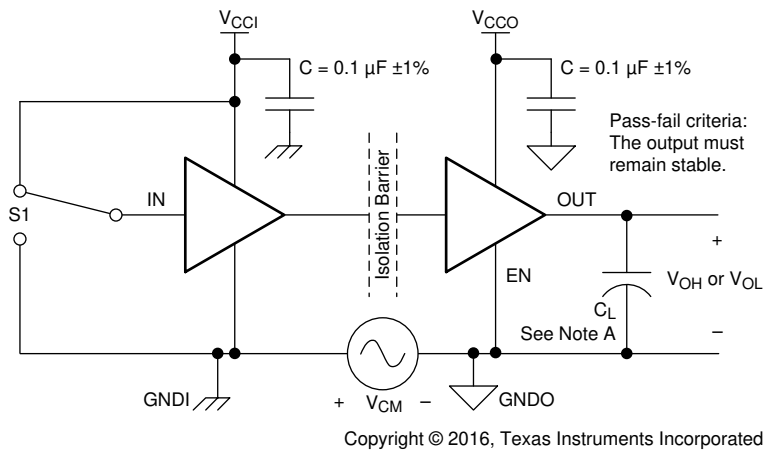 VCCI
VCCO
C = 0.1 µF ±1%
C = 0.1 µF ±1%
Pass-fail criteria:
The output must
remain stable.
Isolation Barrier
S1
IN
OUT
EN
+
VOH or VOL
–
CL
See Note A
GNDI
+ VCM –
GNDO
Copyright © 2016, Texas Instruments Incorporated